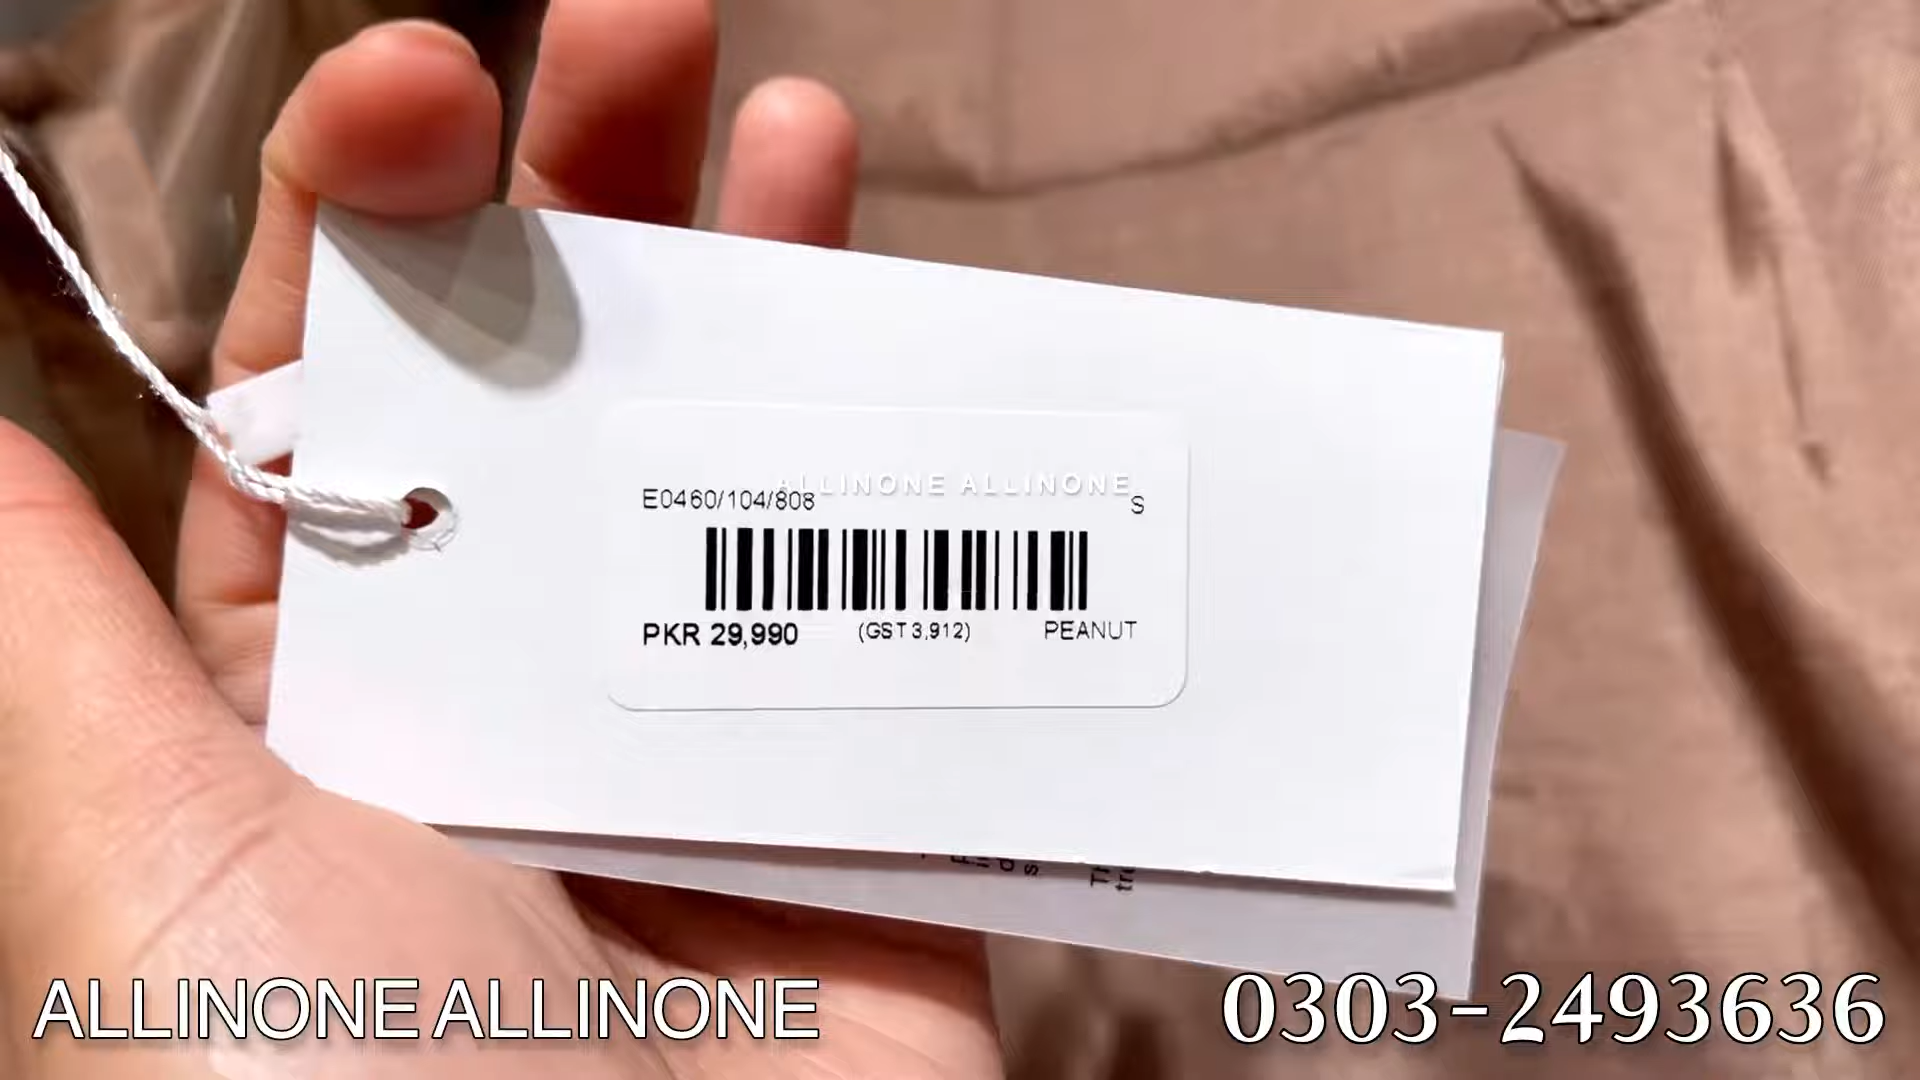 ALLINONE ALLINONE
E0460/104/808
S
PKR 29,990
(GST 3,912)
PEANUT
ALLINONE ALLINONE
0303-2493636